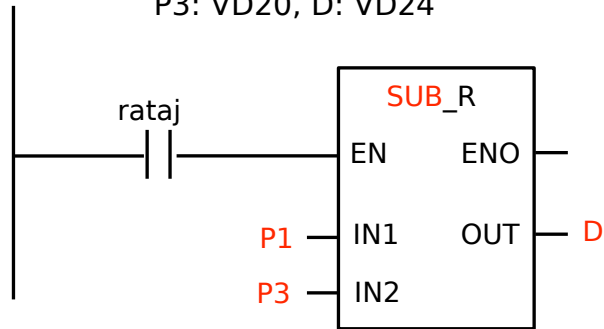 P3: VD20, D: VD24
SUB_R
rataj
EN ENO
P1 IN1 OUT D
P3 IN2